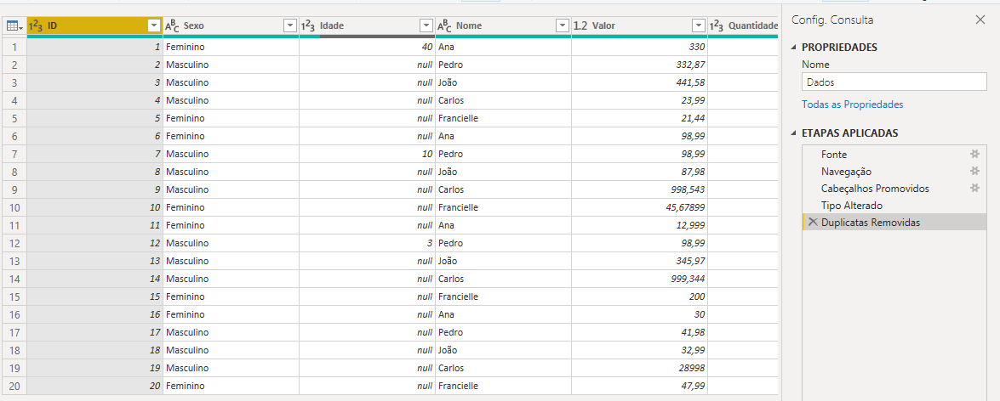 1²3 ID ABC Sexo 1²3 Idade ABC Nome 1.2 Valor 1²3 Quantidade
1 1 Feminino 40 Ana 330
2 2 Masculino null Pedro 332,87
3 3 Masculino null João 441,58
4 4 Masculino null Carlos 23,99
5 5 Feminino null Francielle 21,44
6 6 Feminino null Ana 98,99
7 7 Masculino 10 Pedro 98,99
8 8 Masculino null João 87,98
9 9 Masculino null Carlos 998,543
10 10 Feminino null Francielle 45,67899
11 11 Feminino null Ana 12,999
12 12 Masculino 3 Pedro 98,99
13 13 Masculino null João 345,97
14 14 Masculino null Carlos 999,344
15 15 Feminino null Francielle 200
16 16 Feminino null Ana 30
17 17 Masculino null Pedro 41,98
18 18 Masculino null João 32,99
19 19 Masculino null Carlos 28998
20 20 Feminino null Francielle 47,99
Config. Consulta
PROPRIEDADES
Nome
Dados
Todas as Propriedades
ETAPAS APLICADAS
Fonte
Navegação
Cabeçalhos Promovidos
Tipo Alterado
Duplicatas Removidas